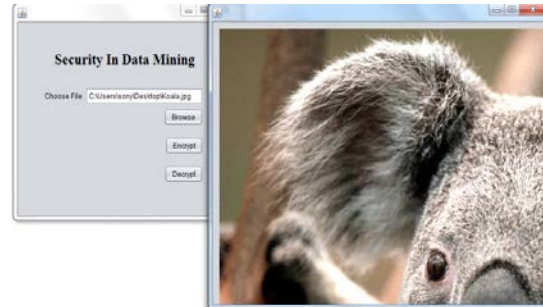 Security In Data Mining
Choose File C:\Users\sony\Desktop\Koala.jpg
Browse
Encrypt
Decrypt